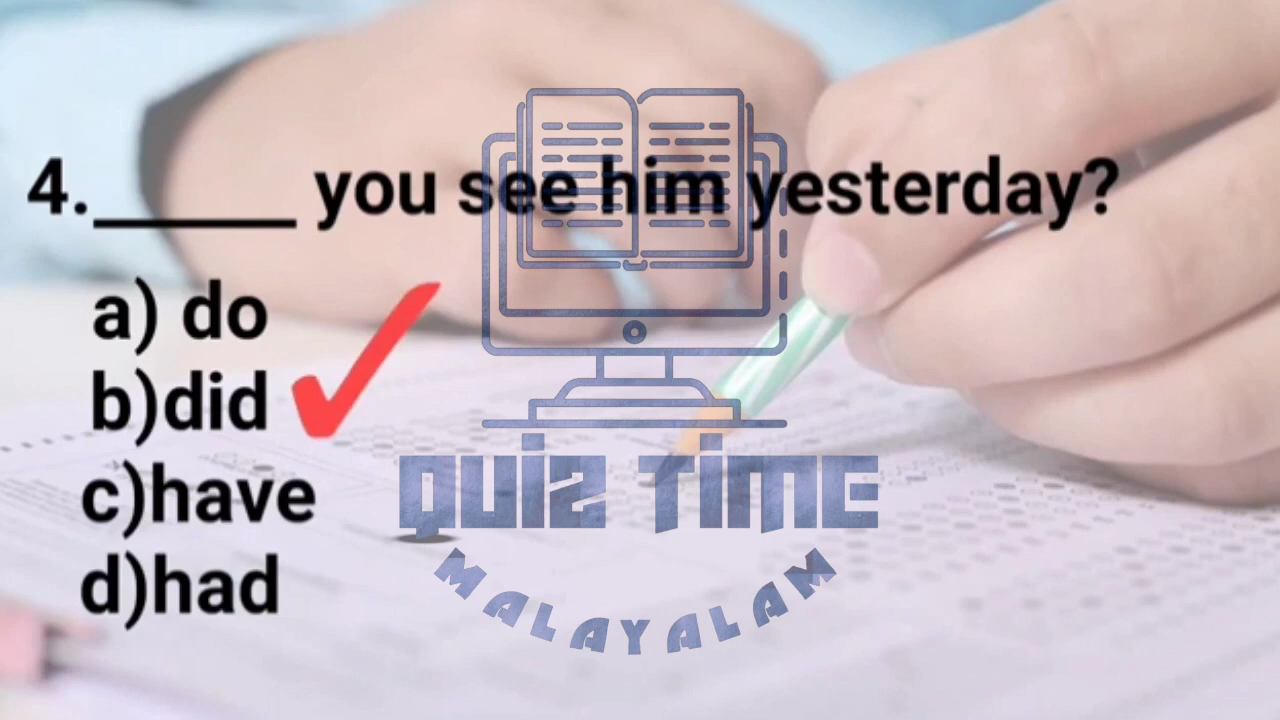 4.______ you see him yesterday?
a) do
b)did
c)have
d)had
QUIZ TIME
MALAYALAM